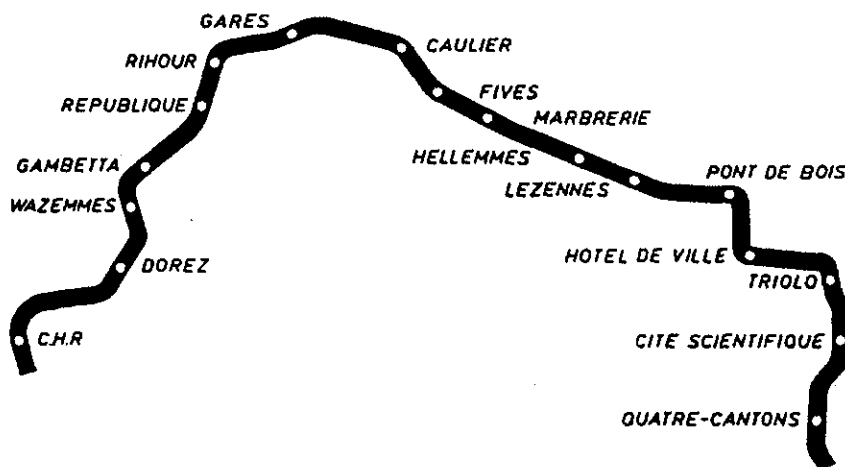 GARES
CAULIER
RIHOUR
FIVES
REPUBLIQUE
MARBRERIE
HELLEMMES
GAMBETTA
PONT DE BOIS
LEZENNES
WAZEMMES
HOTEL DE VILLE
DOREZ
TRIOLO
C.H.R
CITE SCIENTIFIQUE
QUATRE-CANTONS